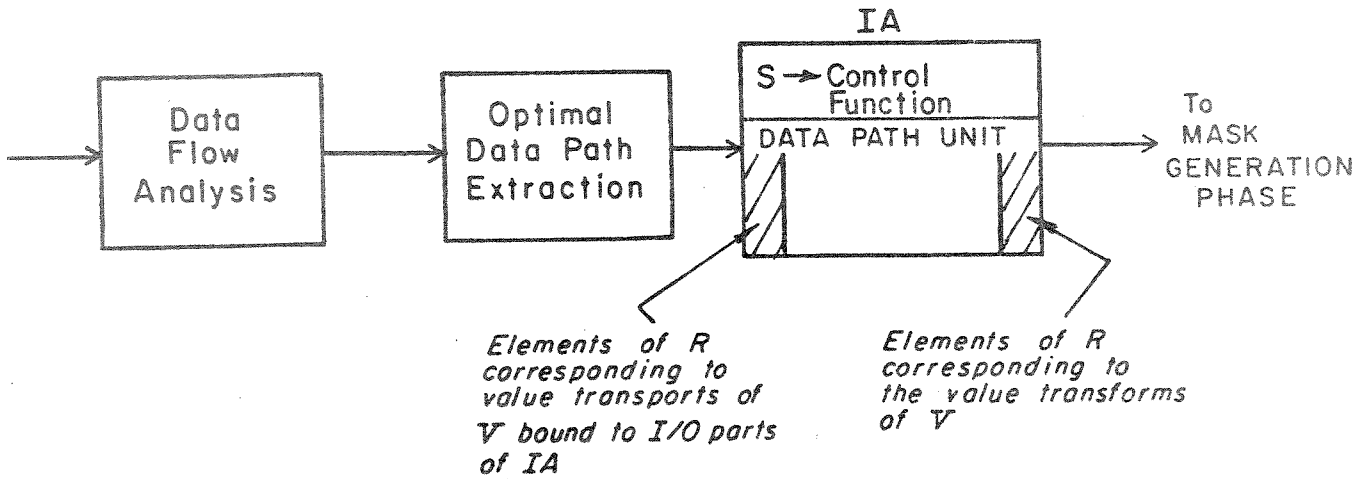 IA
Data
Flow
Analysis
Optimal
Data Path
Extraction
S → Control
Function
DATA PATH UNIT
To
MASK
GENERATION
PHASE
Elements of R
corresponding to
value transports of
V bound to I/O parts
of IA
Elements of R
corresponding to
the value transforms
of V